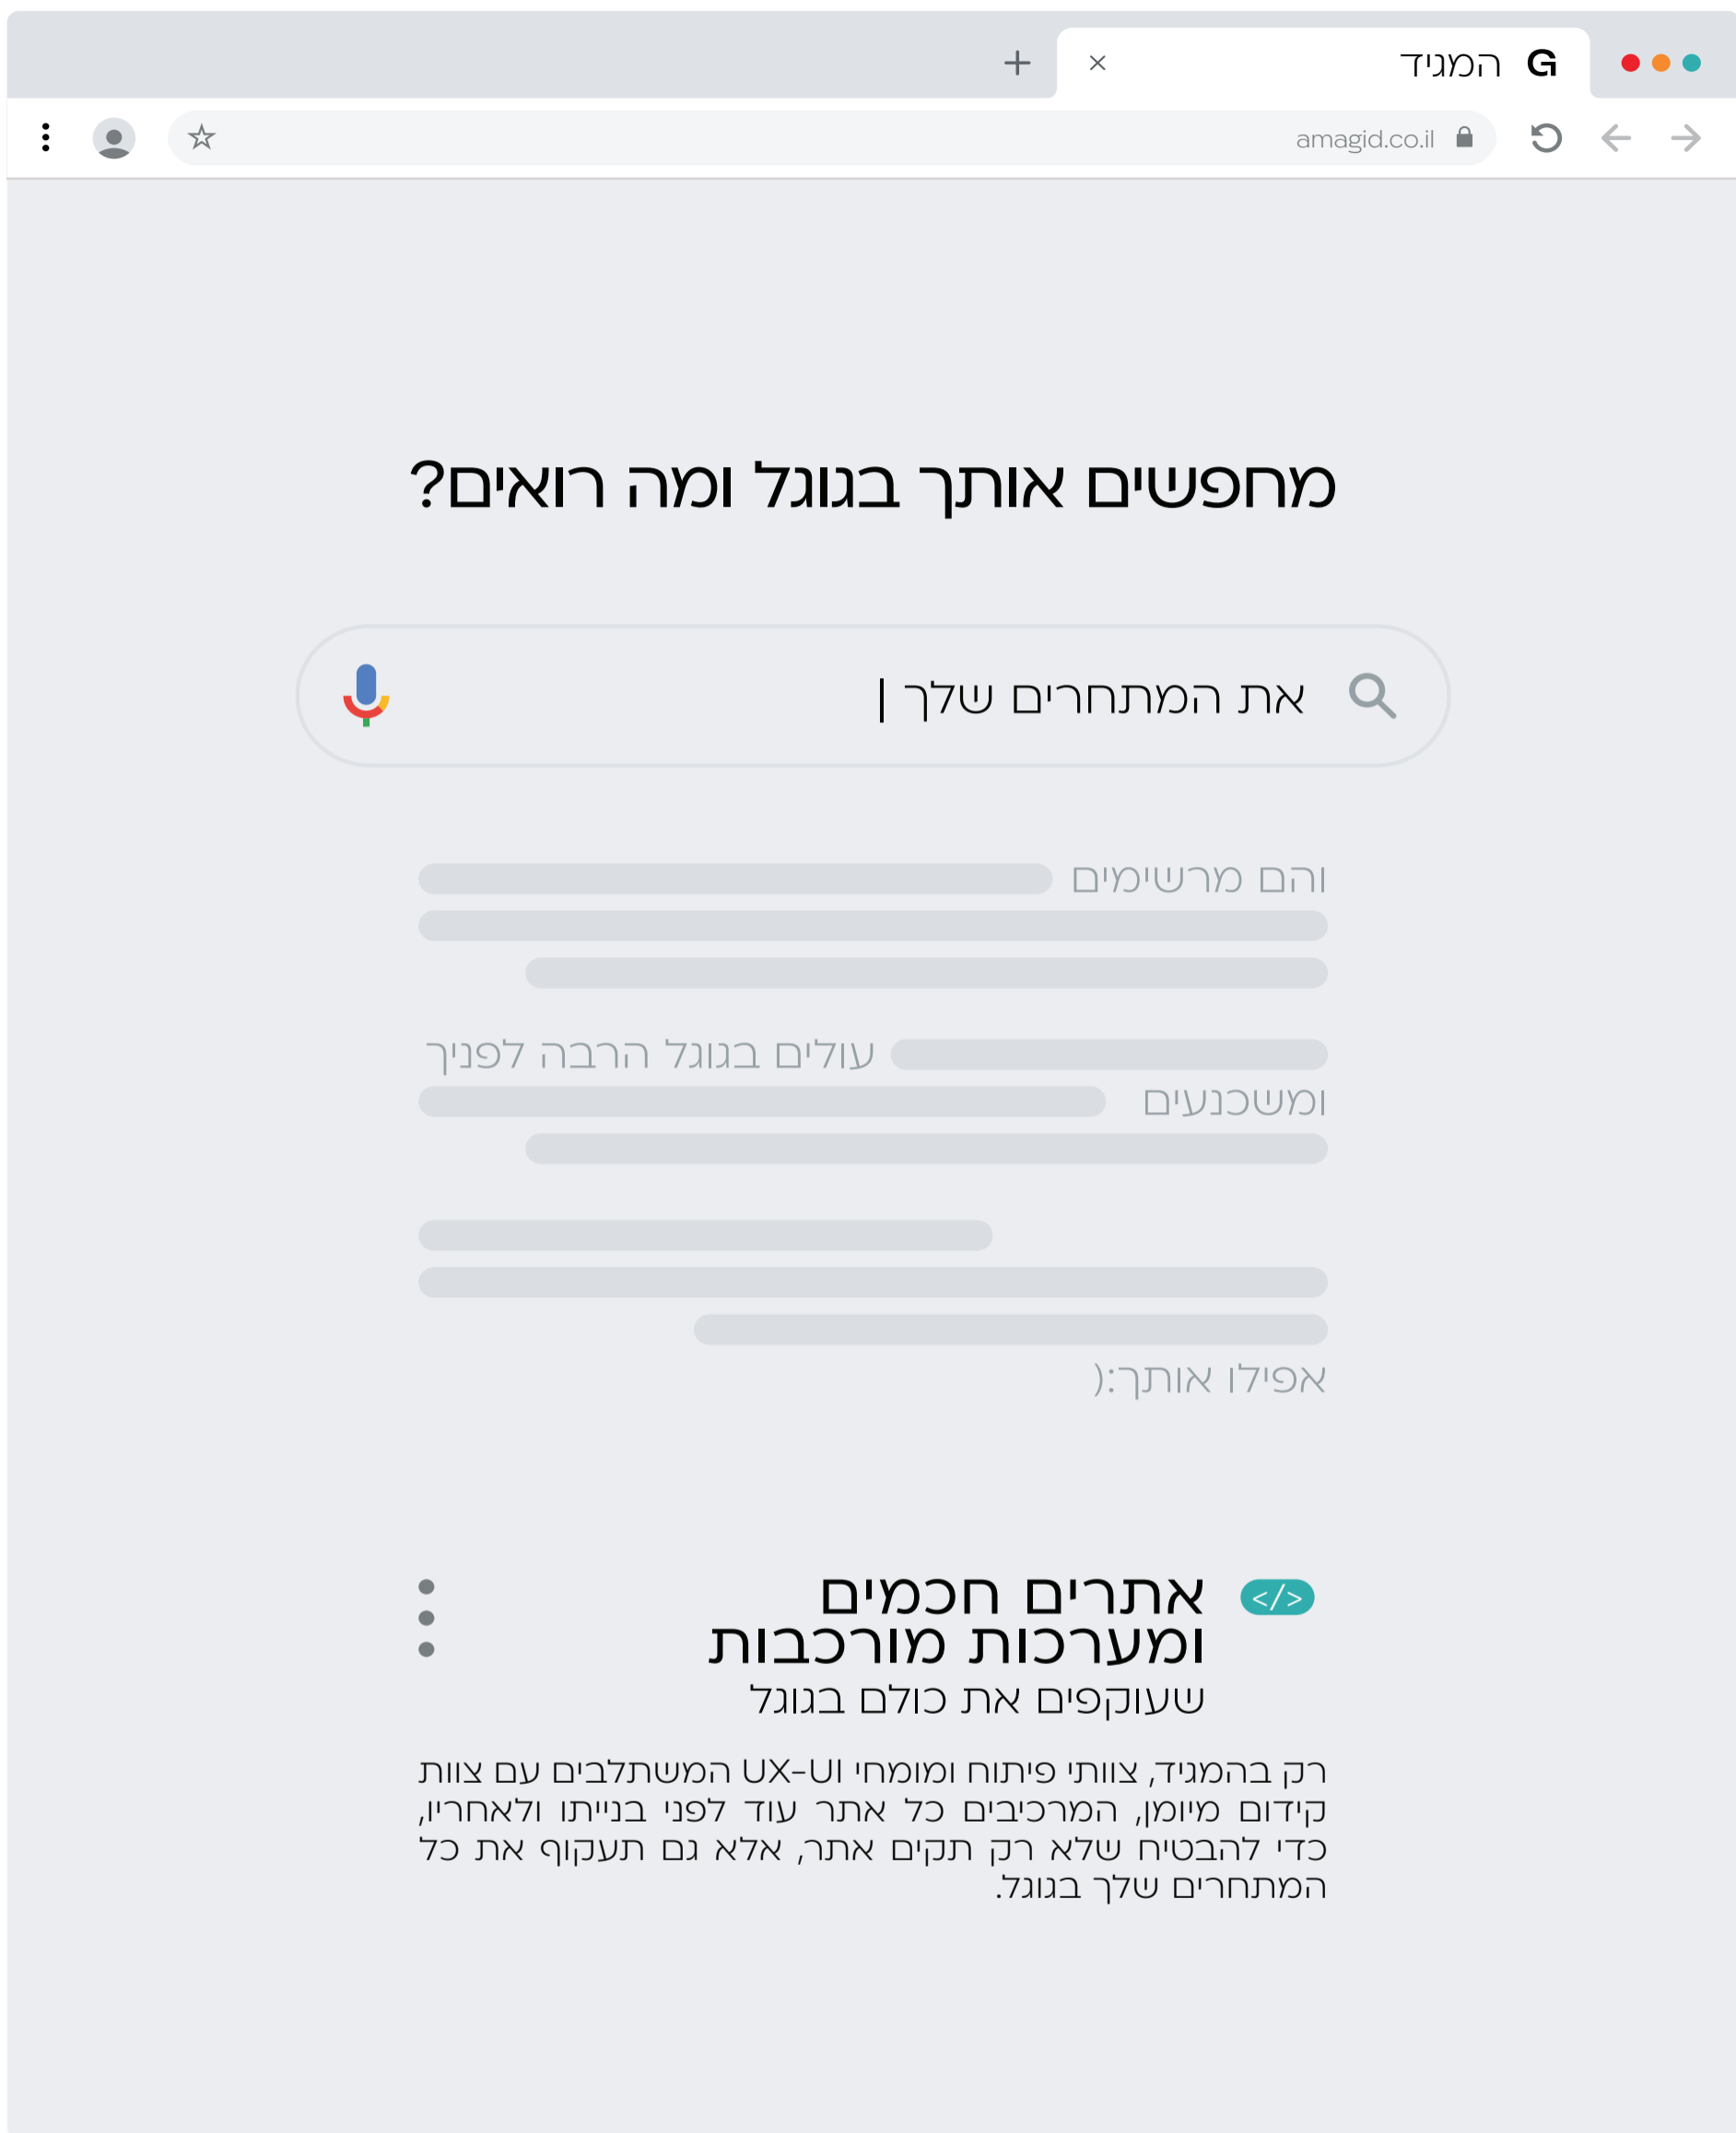 G המגיד
amagid.co.il
מחפשים אותך בגוגל ומה רואים?
את המתחרים שלך |
והם מרשימים
עולים בגוגל הרבה לפניך
ומשכנעים
אפילו אותך:(
</> אתרים חכמים
ומערכות מורכבות
שעוקפים את כולם בגוגל
רק בהמגיד, צוותי פיתוח ומומחי UX-UI המשתלבים עם צוות
קידום מיומן, המרכיבים כל אתר עוד לפני בנייתו ולאחריו,
כדי להבטיח שלא רק תקים אתר, אלא גם תעקוף את כל
המתחרים שלך בגוגל.